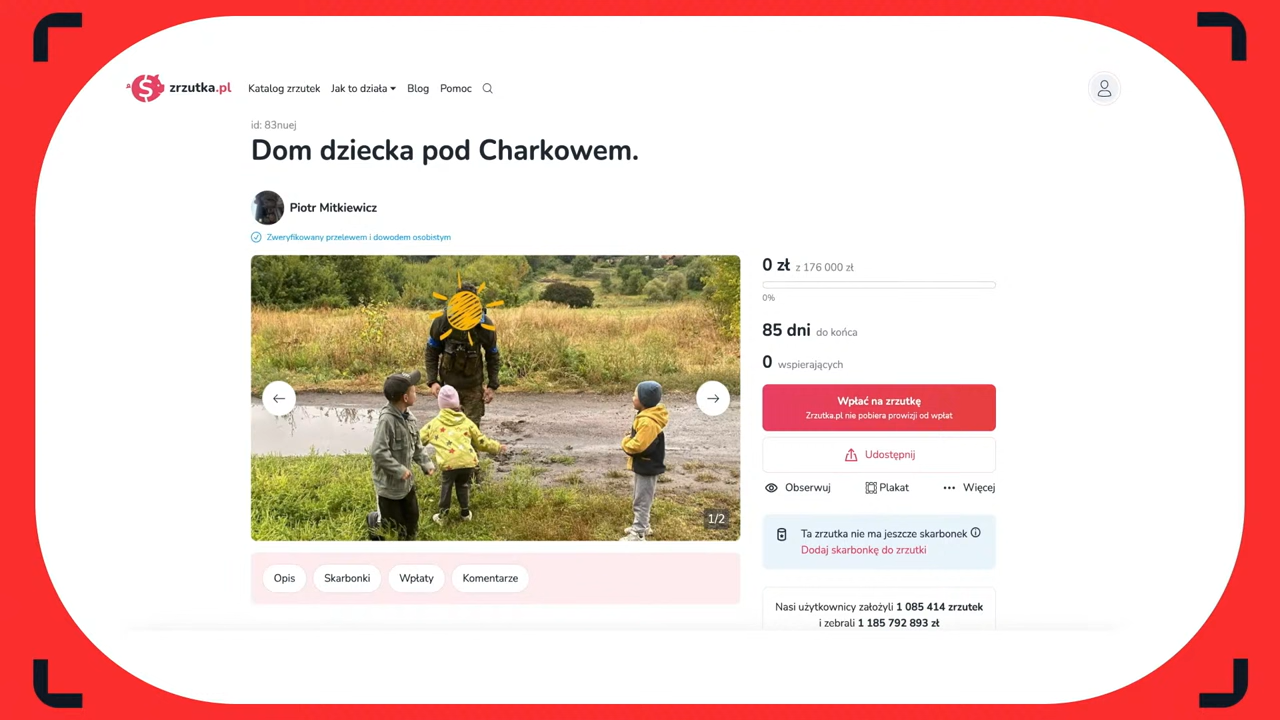 zrzutka.pl Katalog zrzutek Jak to działa Blog Pomoc
id: 83nuej
Dom dziecka pod Charkowem.
Piotr Mitkiewicz
Zweryfikowany przelewem i dowodem osobistym
0 zł z 176 000 zł
0%
85 dni do końca
0 wspierających
Wpłać na zrzutkę
Zrzutka.pl nie pobiera prowizji od wpłat
Udostępnij
Obserwuj Plakat Więcej
1/2
Ta zrzutka nie ma jeszcze skarbonek
Dodaj skarbonkę do zrzutki
Opis Skarbonki Wpłaty Komentarze
Nasi użytkownicy założyli 1 085 414 zrzutek
i zebrali 1 185 792 893 zł